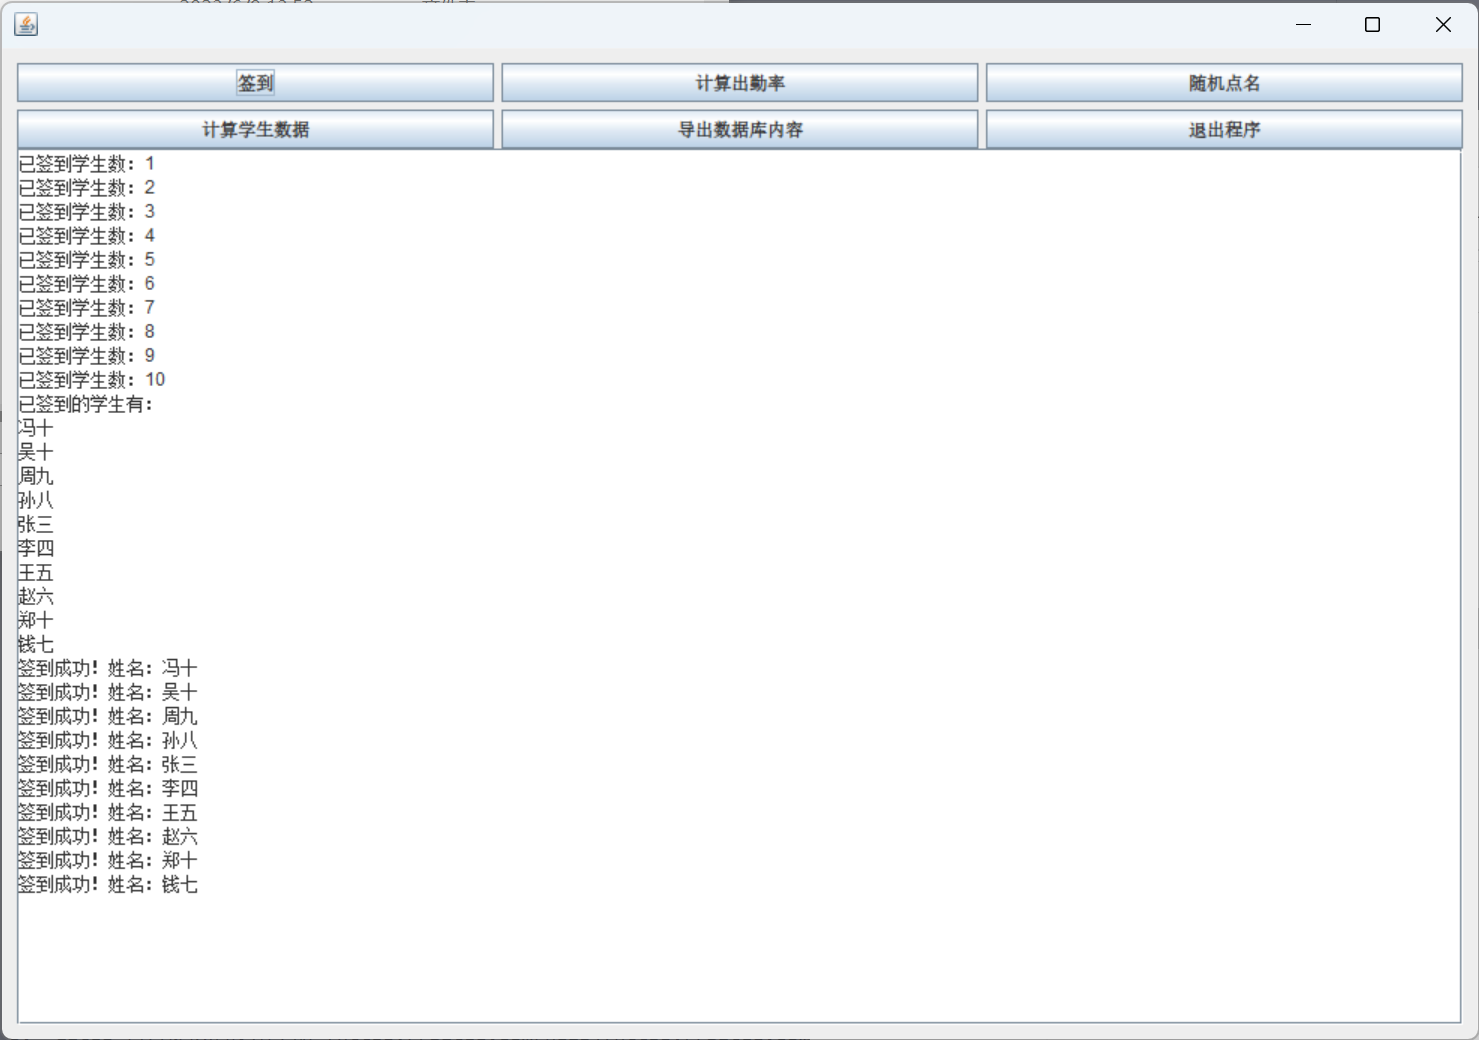 签到
计算出勤率
随机点名
计算学生数据
导出数据库内容
退出程序
已签到学生数：1
已签到学生数：2
已签到学生数：3
已签到学生数：4
已签到学生数：5
已签到学生数：6
已签到学生数：7
已签到学生数：8
已签到学生数：9
已签到学生数：10
已签到的学生有：
冯十
吴十
周九
孙八
张三
李四
王五
赵六
郑十
钱七
签到成功！姓名：冯十
签到成功！姓名：吴十
签到成功！姓名：周九
签到成功！姓名：孙八
签到成功！姓名：张三
签到成功！姓名：李四
签到成功！姓名：王五
签到成功！姓名：赵六
签到成功！姓名：郑十
签到成功！姓名：钱七